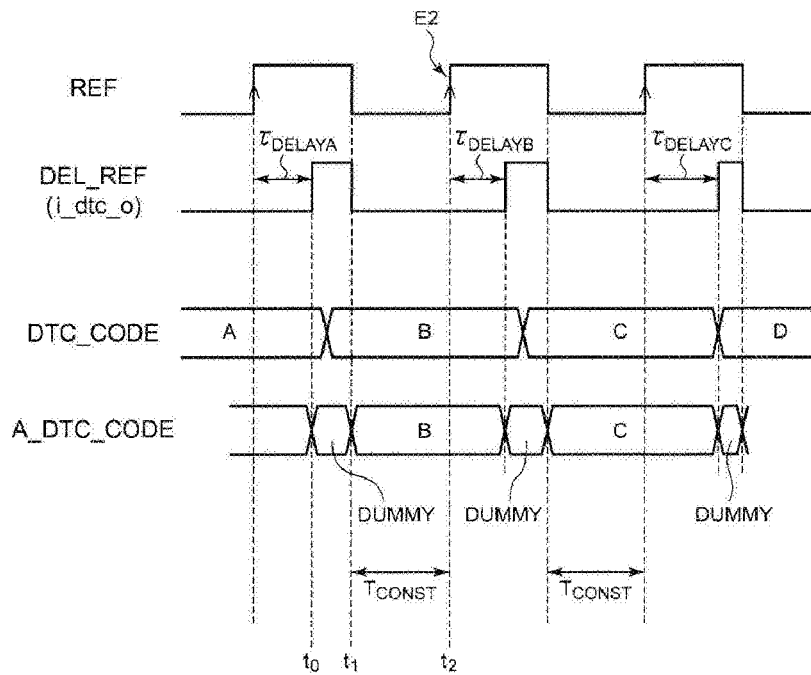 E2
REF
τDELAYA
τDELAYB
τDELAYC
DEL_REF
(i_dtc_o)
DTC_CODE
A
B
C
D
A_DTC_CODE
B
C
DUMMY
DUMMY
DUMMY
TCONST
TCONST
t0
t1
t2